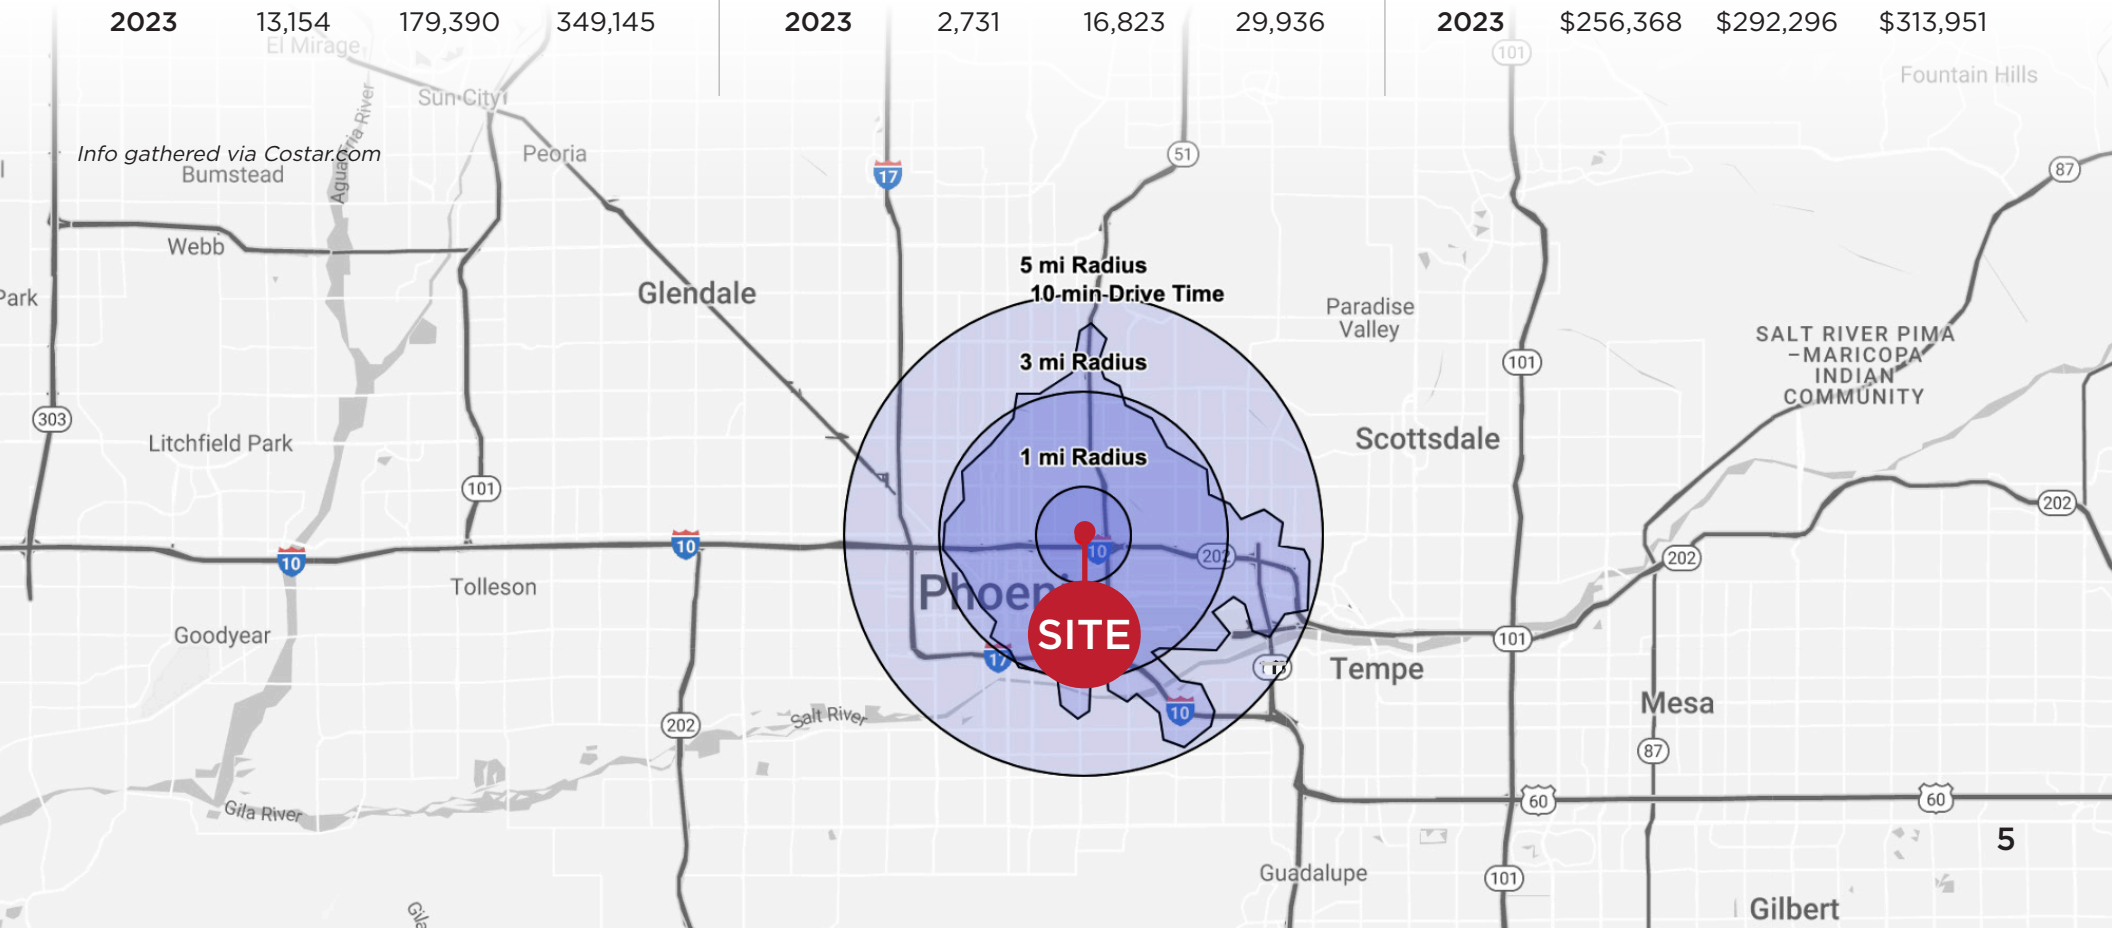 2023 13,154 179,390 349,145 2023 2,731 16,823 29,936 2023 $256,368 $292,296 $313,951
El Mirage
101
Fountain Hills
Sun City
Agua Fria River
Info gathered via Costar.com
Peoria
51
Bumstead
17
87
Webb
5 mi Radius
10 min Drive Time
Park
Glendale
Paradise
Valley
SALT RIVER PIMA
–MARICOPA
INDIAN
COMMUNITY
3 mi Radius
101
303
Litchfield Park
Scottsdale
1 mi Radius
101
202
10
10
10
202
202
Tolleson
Phoeni
Goodyear
SITE
101
17
Tempe
Mesa
10
Salt River
202
87
Gila River
60
60
5
Guadalupe
101
Gilbert